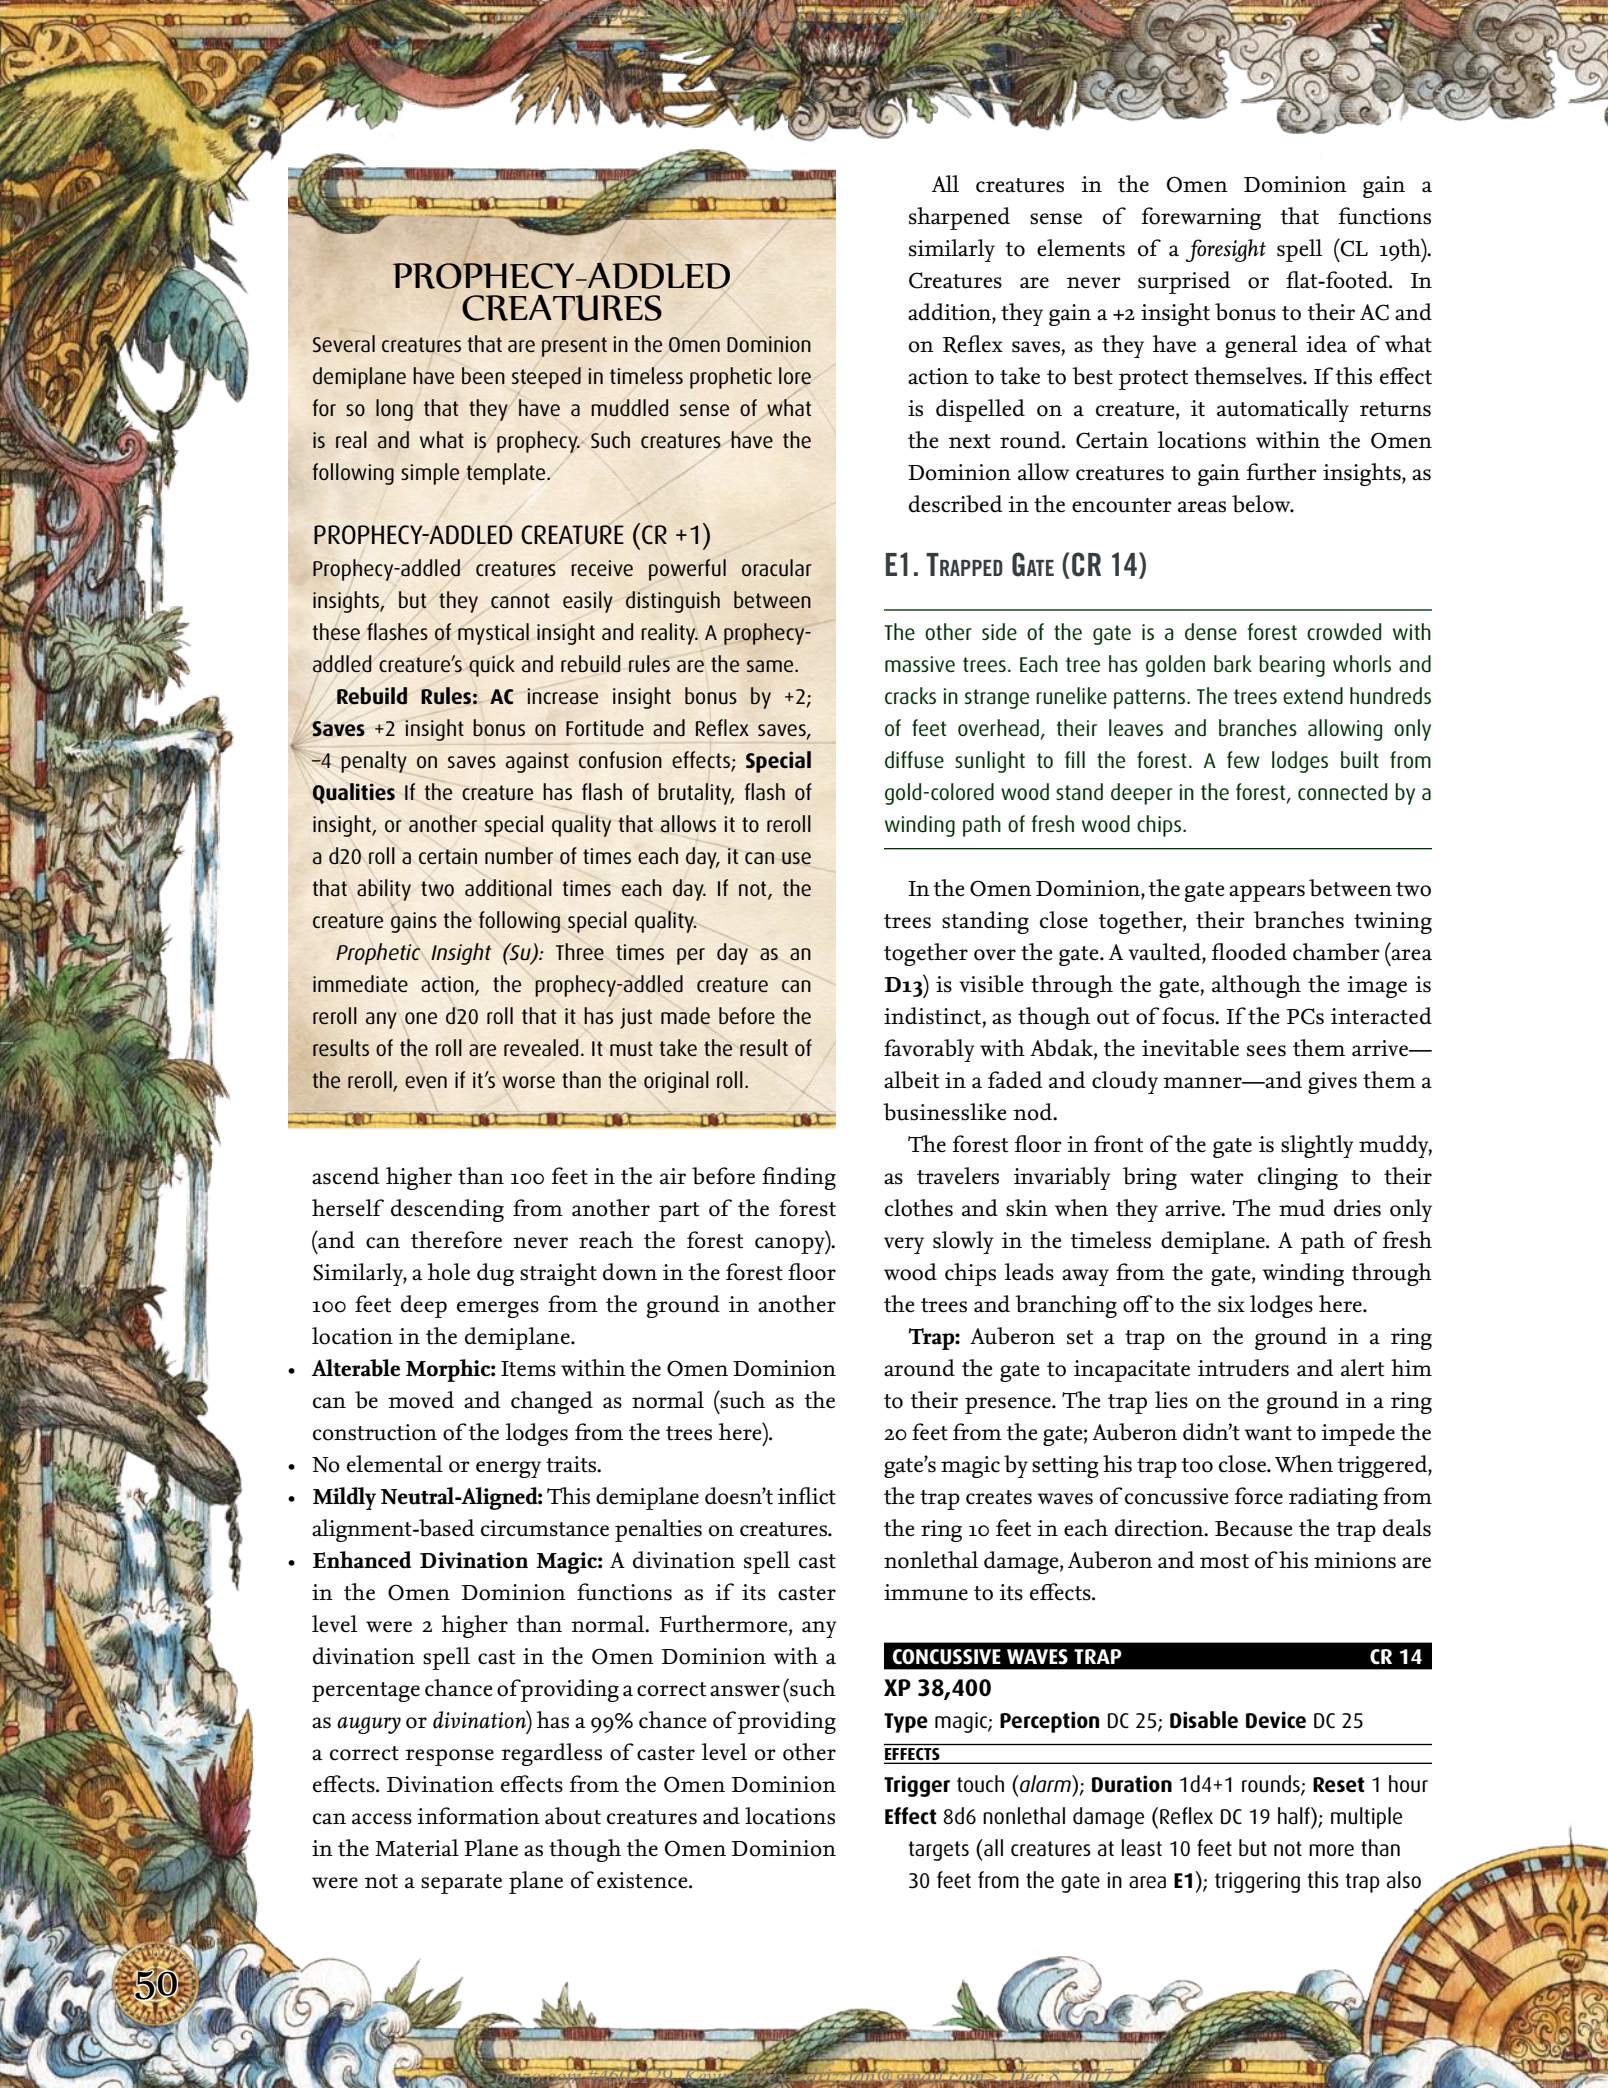 PROPHECY-ADDLED
CREATURES
Several creatures that are present in the Omen Dominion
demiplane have been steeped in timeless prophetic lore
for so long that they have a muddled sense of what
is real and what is prophecy. Such creatures have the
following simple template.
PROPHECY-ADDLED CREATURE (CR +1)
Prophecy-addled creatures receive powerful oracular
insights, but they cannot easily distinguish between
these flashes of mystical insight and reality. A prophecy-
addled creature's quick and rebuild rules are the same.
Rebuild Rules: AC increase insight bonus by +2;
Saves +2 insight bonus on Fortitude and Reflex saves,
–4 penalty on saves against confusion effects; Special
Qualities If the creature has flash of brutality, flash of
insight, or another special quality that allows it to reroll
a d20 roll a certain number of times each day, it can use
that ability two additional times each day. If not, the
creature gains the following special quality.
Prophetic Insight (Su): Three times per day as an
immediate action, the prophecy-addled creature can
reroll any one d20 roll that it has just made before the
results of the roll are revealed. It must take the result of
the reroll, even if it's worse than the original roll.
ascend higher than 100 feet in the air before finding
herself descending from another part of the forest
(and can therefore never reach the forest canopy).
Similarly, a hole dug straight down in the forest floor
100 feet deep emerges from the ground in another
location in the demiplane.
• Alterable Morphic: Items within the Omen Dominion
can be moved and changed as normal (such as the
construction of the lodges from the trees here).
• No elemental or energy traits.
• Mildly Neutral-Aligned: This demiplane doesn't inflict
alignment-based circumstance penalties on creatures.
• Enhanced Divination Magic: A divination spell cast
in the Omen Dominion functions as if its caster
level were 2 higher than normal. Furthermore, any
divination spell cast in the Omen Dominion with a
percentage chance of providing a correct answer (such
as augury or divination) has a 99% chance of providing
a correct response regardless of caster level or other
effects. Divination effects from the Omen Dominion
can access information about creatures and locations
in the Material Plane as though the Omen Dominion
were not a separate plane of existence.
All creatures in the Omen Dominion gain a
sharpened sense of forewarning that functions
similarly to elements of a foresight spell (CL 19th).
Creatures are never surprised or flat-footed. In
addition, they gain a +2 insight bonus to their AC and
on Reflex saves, as they have a general idea of what
action to take to best protect themselves. If this effect
is dispelled on a creature, it automatically returns
the next round. Certain locations within the Omen
Dominion allow creatures to gain further insights, as
described in the encounter areas below.
E1. Trapped Gate (CR 14)
The other side of the gate is a dense forest crowded with
massive trees. Each tree has golden bark bearing whorls and
cracks in strange runelike patterns. The trees extend hundreds
of feet overhead, their leaves and branches allowing only
diffuse sunlight to fill the forest. A few lodges built from
gold-colored wood stand deeper in the forest, connected by a
winding path of fresh wood chips.
In the Omen Dominion, the gate appears between two
trees standing close together, their branches twining
together over the gate. A vaulted, flooded chamber (area
D13) is visible through the gate, although the image is
indistinct, as though out of focus. If the PCs interacted
favorably with Abdak, the inevitable sees them arrive—
albeit in a faded and cloudy manner—and gives them a
businesslike nod.
The forest floor in front of the gate is slightly muddy,
as travelers invariably bring water clinging to their
clothes and skin when they arrive. The mud dries only
very slowly in the timeless demiplane. A path of fresh
wood chips leads away from the gate, winding through
the trees and branching off to the six lodges here.
Trap: Auberon set a trap on the ground in a ring
around the gate to incapacitate intruders and alert him
to their presence. The trap lies on the ground in a ring
20 feet from the gate; Auberon didn't want to impede the
gate's magic by setting his trap too close. When triggered,
the trap creates waves of concussive force radiating from
the ring 10 feet in each direction. Because the trap deals
nonlethal damage, Auberon and most of his minions are
immune to its effects.
CONCUSSIVE WAVES TRAP CR 14
XP 38,400
Type magic; Perception DC 25; Disable Device DC 25
EFFECTS
Trigger touch (alarm); Duration 1d4+1 rounds; Reset 1 hour
Effect 8d6 nonlethal damage (Reflex DC 19 half); multiple
targets (all creatures at least 10 feet but not more than
30 feet from the gate in area E1); triggering this trap also
50